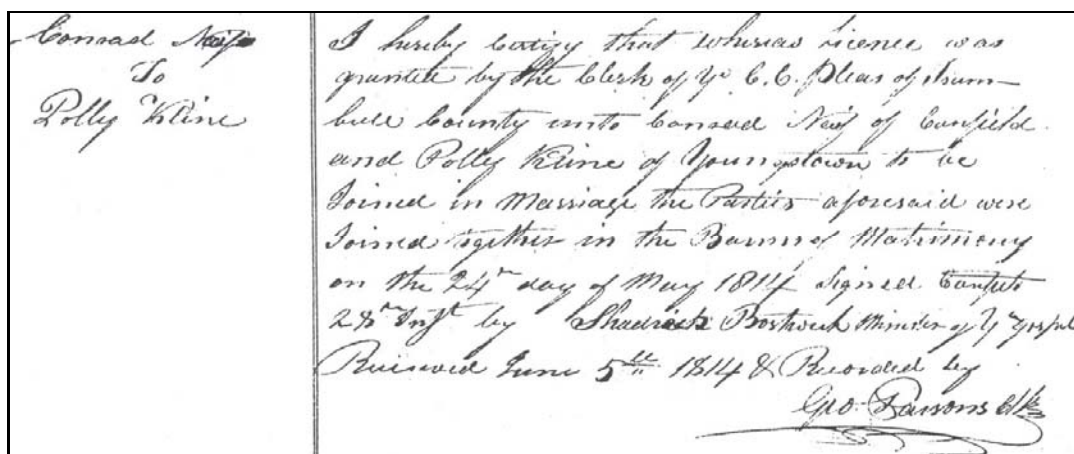 Conrad Neif
To
Polly Kline
I hereby Certify that whereas Licence was
granted by the Clerk of Ye C. C. Pleas of Trum–
bull County unto Conrad Neif of Canfield
and Polly Kline of Youngstown to be
Joined in Marriage the Parties aforesaid were
Joined together in the Banns of Matrimony
on the 24th day of May 1814 Signed Canfield
28th Inst by Shadrick Bostwick Minister of Ye Gospel
Received June 5th 1814 & Recorded by
Geo Parsons Clk